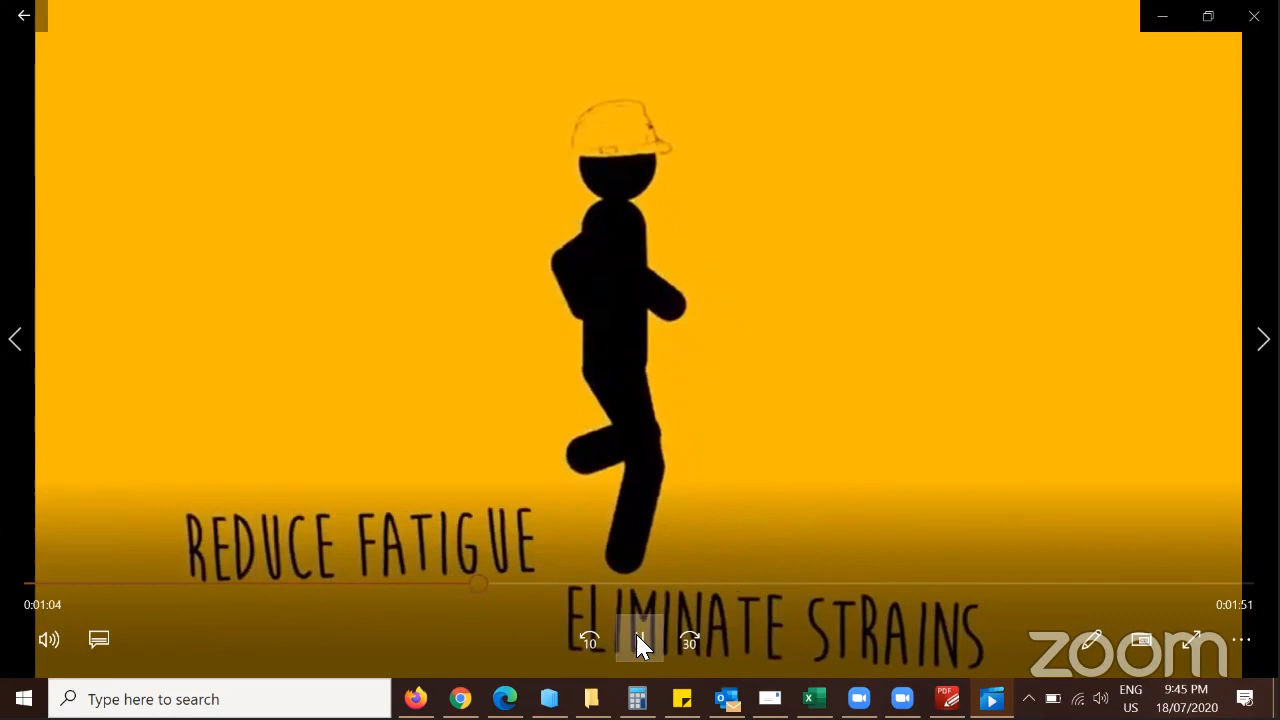 REDUCE FATIGUE
0:01:04
0:01:51
ELIMINATE STRAINS
10
30
zoom
Type here to search
PDF
ENG
US
9:45 PM
18/07/2020